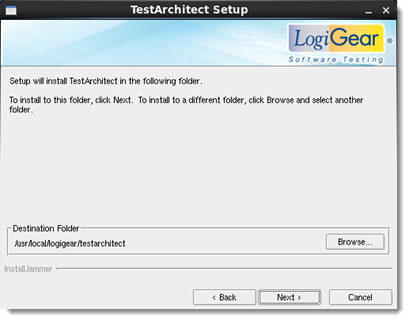 TestArchitect Setup
LogiGear®
Software Testing
Setup will install TestArchitect in the following folder.
To install to this folder, click Next. To install to a different folder, click Browse and select another
folder.
Destination Folder
/usr/local/logigear/testarchitect
Browse...
InstallJammer
< Back
Next >
Cancel